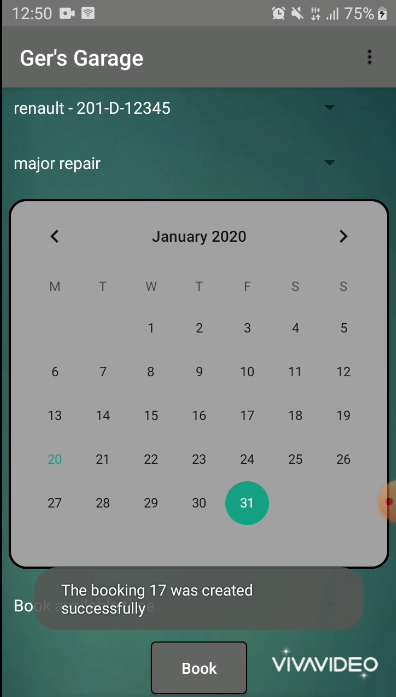 12:50 75%
Ger's Garage
renault - 201-D-12345
major repair
January 2020
M T W T F S S
1 2 3 4 5
6 7 8 9 10 11 12
13 14 15 16 17 18 19
20 21 22 23 24 25 26
27 28 29 30 31
The booking 17 was created
successfully
Book
VIVAVIDEO